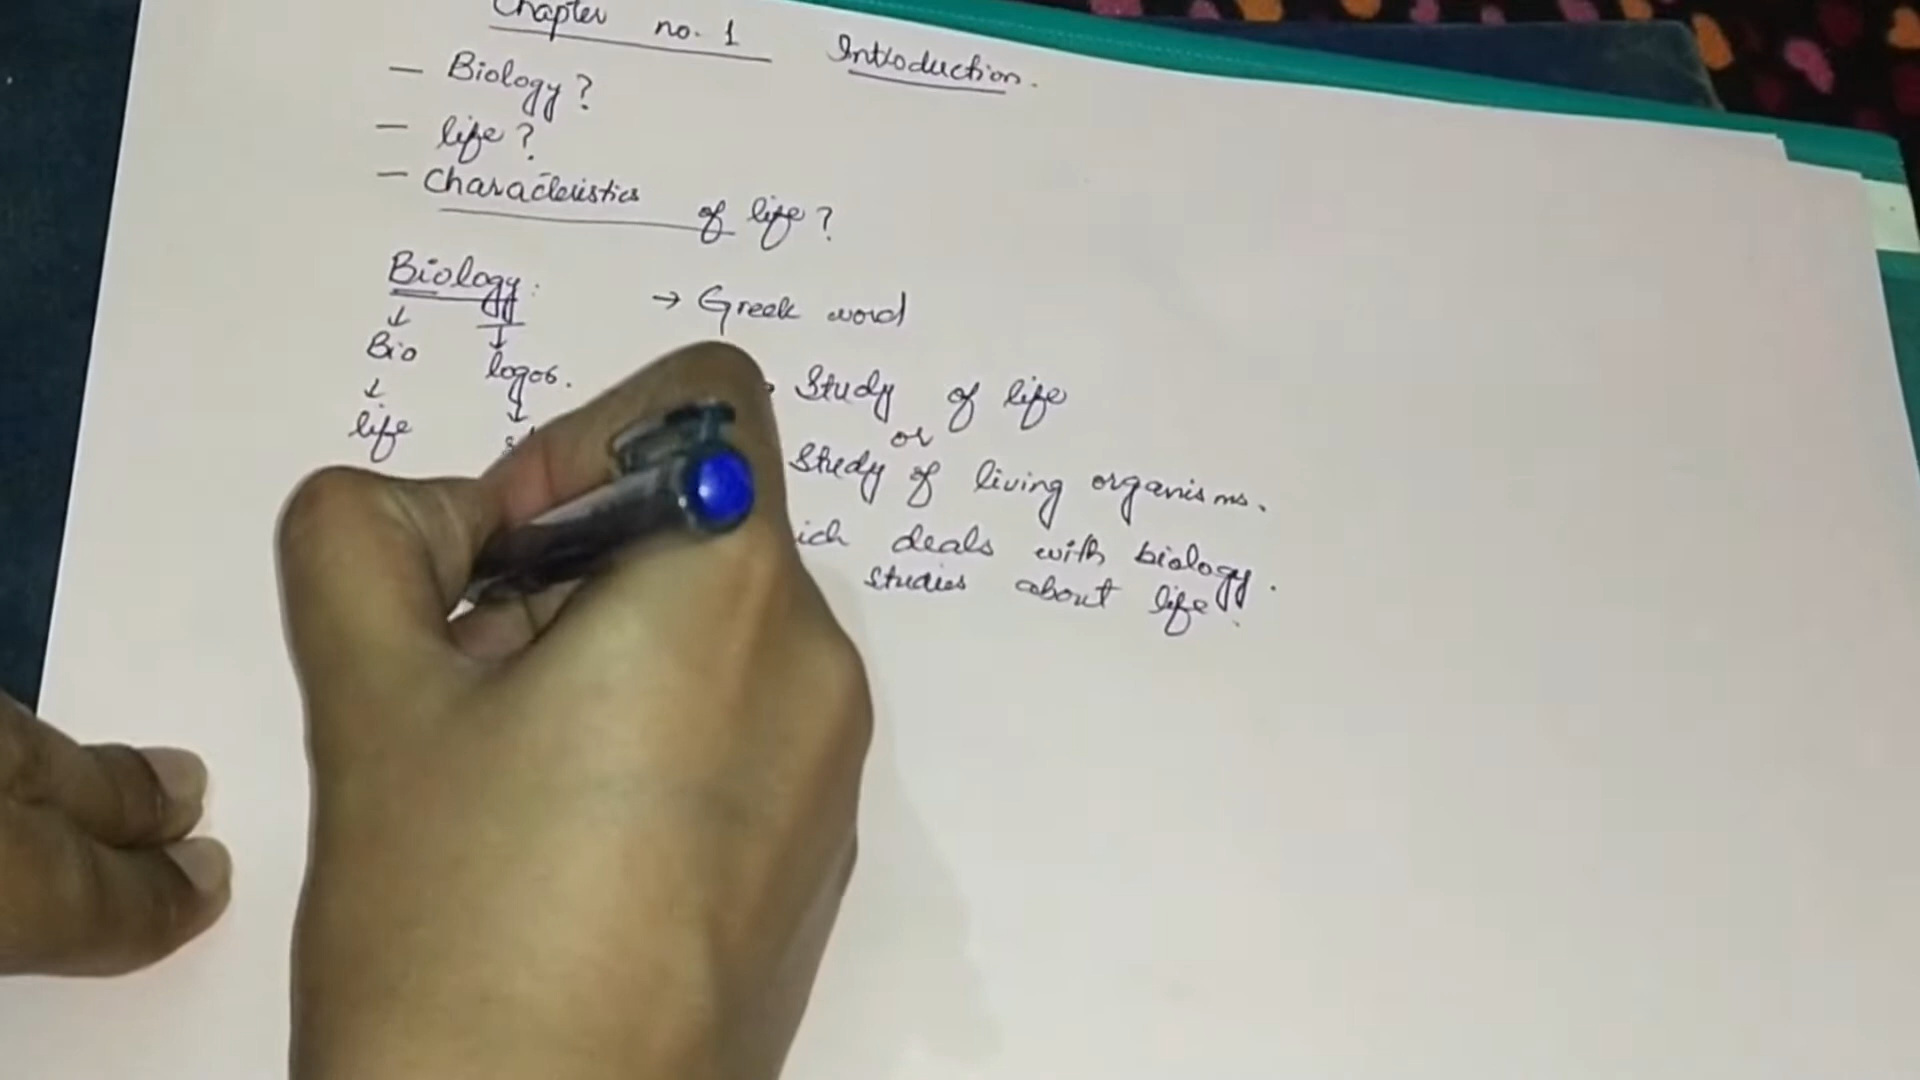 Chapter no. 1 Introduction.
— Biology?
— life?
— Characteristics of life?
Biology: → Greek word
↓ ↓
Bio logos.
↓ ↓
life
Study of life
or
Study of living organisms.
deals with biology.
studies about life.